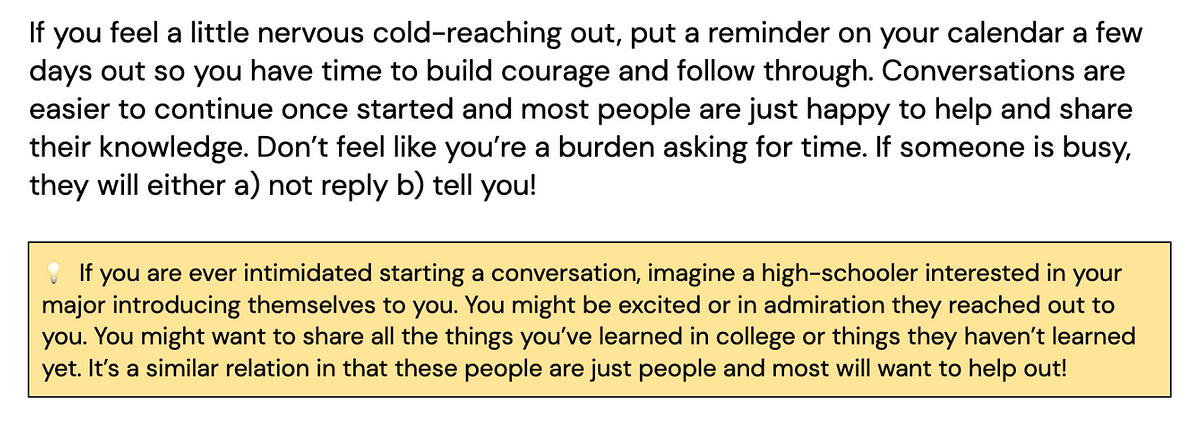 If you feel a little nervous cold-reaching out, put a reminder on your calendar a few
days out so you have time to build courage and follow through. Conversations are
easier to continue once started and most people are just happy to help and share
their knowledge. Don’t feel like you’re a burden asking for time. If someone is busy,
they will either a) not reply b) tell you!
💡 If you are ever intimidated starting a conversation, imagine a high-schooler interested in your
major introducing themselves to you. You might be excited or in admiration they reached out to
you. You might want to share all the things you’ve learned in college or things they haven’t learned
yet. It’s a similar relation in that these people are just people and most will want to help out!